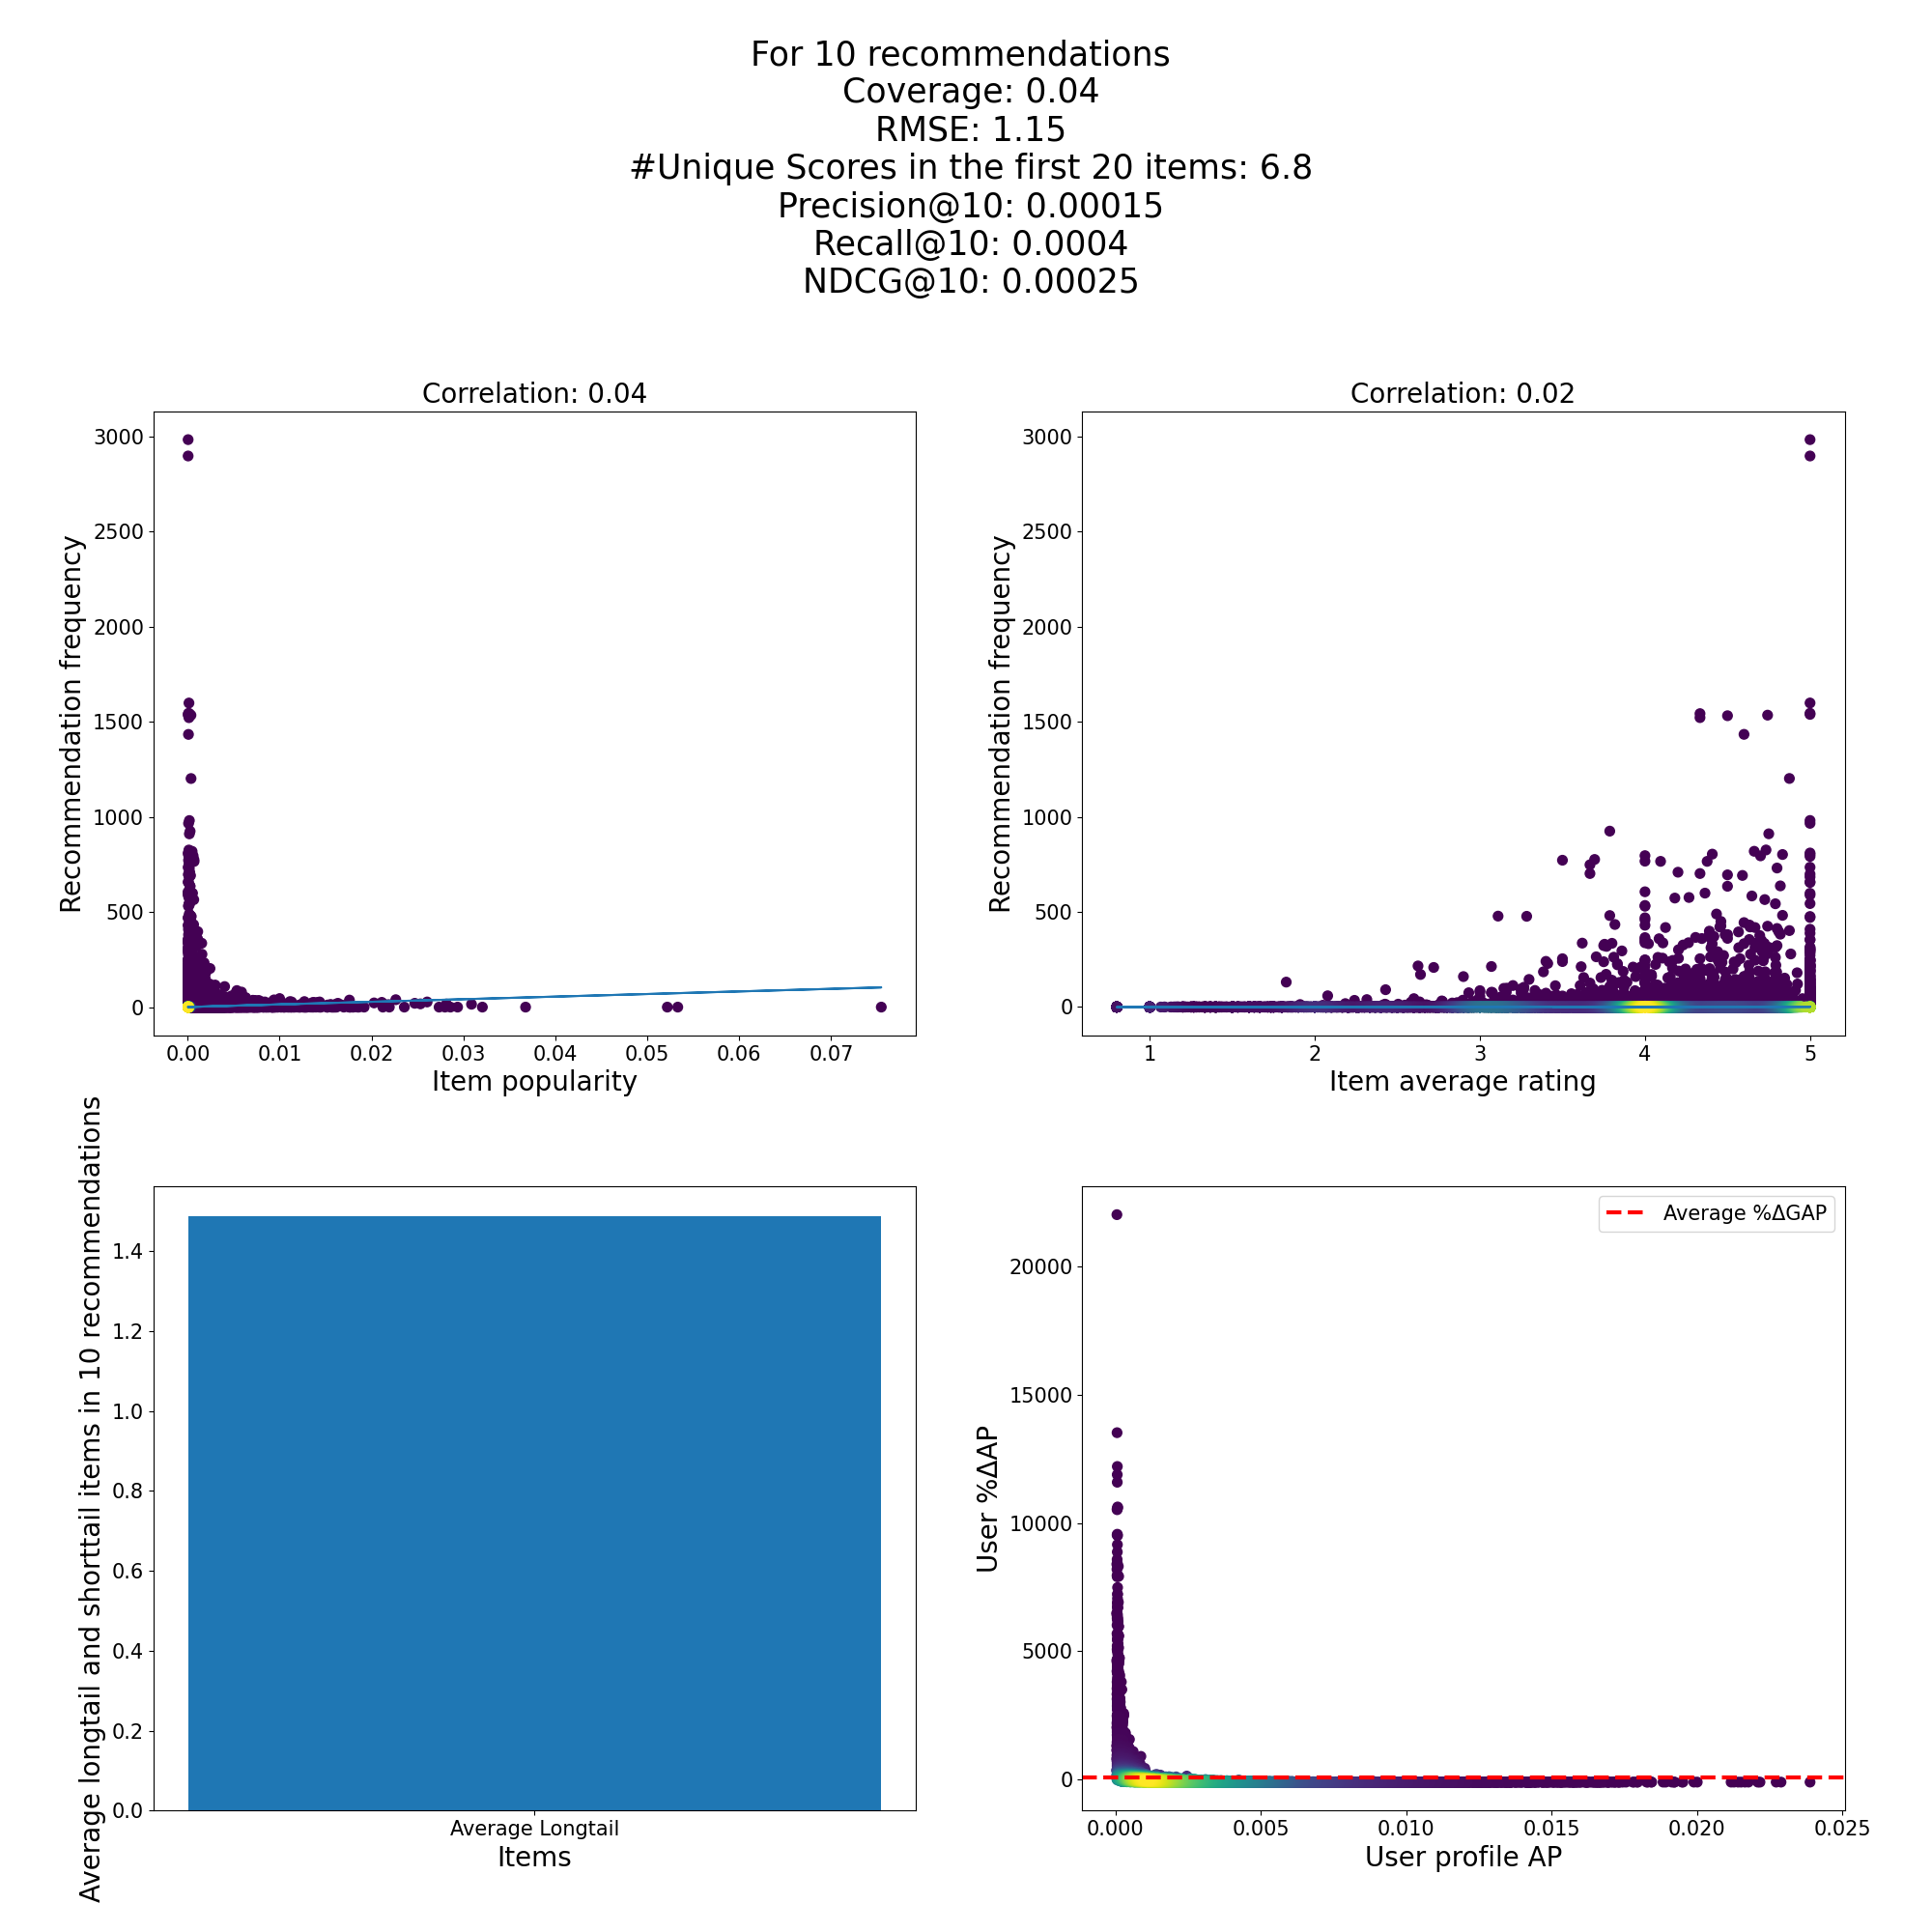 For 10 recommendations
Coverage: 0.04
RMSE: 1.15
#Unique Scores in the first 20 items: 6.8
Precision@10: 0.00015
Recall@10: 0.0004
NDCG@10: 0.00025
Correlation: 0.04
3000
2500
2000
1500
1000
500
0
Recommendation frequency
0.00 0.01 0.02 0.03 0.04 0.05 0.06 0.07
Item popularity
Correlation: 0.02
3000
2500
2000
1500
1000
500
0
Recommendation frequency
1 2 3 4 5
Item average rating
1.4
1.2
1.0
0.8
0.6
0.4
0.2
0.0
Average longtail and shorttail items in 10 recommendations
Average Longtail
Items
Average %ΔGAP
20000
15000
10000
5000
0
User %ΔAP
0.000 0.005 0.010 0.015 0.020 0.025
User profile AP